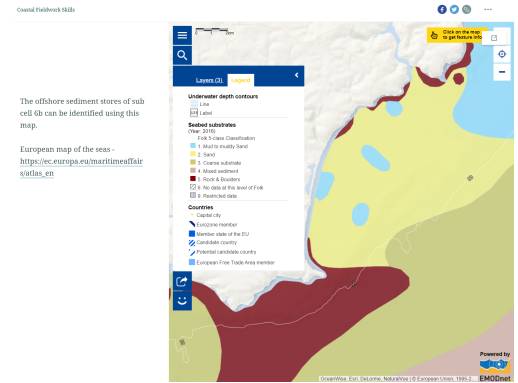 Coastal Fieldwork Skills
The offshore sediment stores of sub
cell 6b can be identified using this
map.
European map of the seas -
https://ec.europa.eu/maritimeaffair
s/atlas_en
Click on the map
to get feature info
Layers (3) Legend
Underwater depth contours
Line
Label
Seabed substrates
(Year: 2016)
Folk 5-class Classification
1. Mud to muddy Sand
2. Sand
3. Coarse substrate
4. Mixed sediment
5. Rock & Boulders
6. No data at this level of Folk
9. Restricted data
Countries
Capital city
Eurozone member
Member state of the EU
Candidate country
Potential candidate country
European Free Trade Area member
Powered by
EMODnet
OceanWise, Esri, DeLorme, NaturalVue | © European Union, 1995-2...